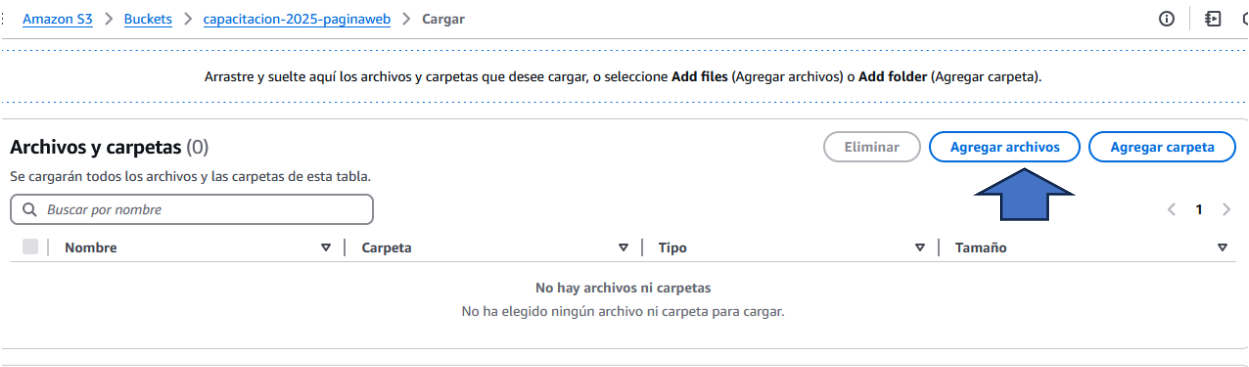 Amazon S3 > Buckets > capacitacion-2025-paginaweb > Cargar
Arrastre y suelte aquí los archivos y carpetas que desee cargar, o seleccione Add files (Agregar archivos) o Add folder (Agregar carpeta).
Archivos y carpetas (0)
Eliminar
Agregar archivos
Agregar carpeta
Se cargarán todos los archivos y las carpetas de esta tabla.
Buscar por nombre
< 1 >
Nombre Carpeta Tipo Tamaño
No hay archivos ni carpetas
No ha elegido ningún archivo ni carpeta para cargar.